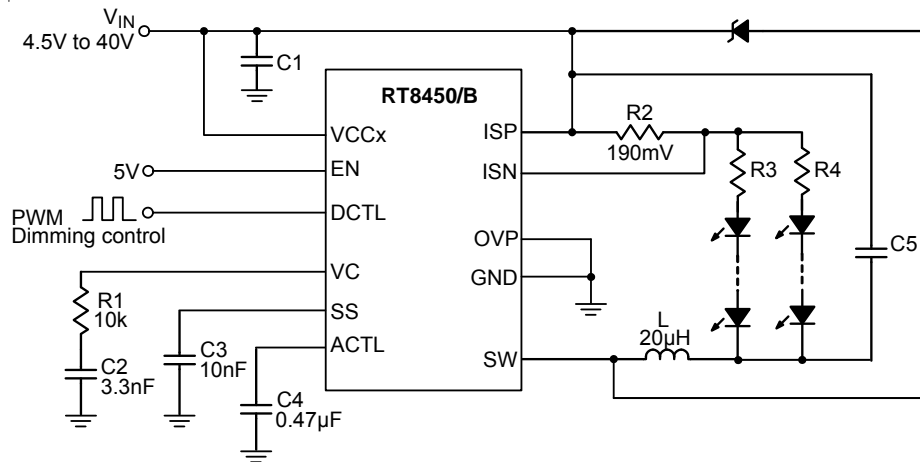 VIN
4.5V to 40V
C1
RT8450/B
VCCx
ISP
R2
190mV
EN
5V
ISN
R3
R4
DCTL
PWM
Dimming control
OVP
C5
VC
GND
R1
10k
SS
L
20µH
C3
10nF
ACTL
SW
C2
3.3nF
C4
0.47µF